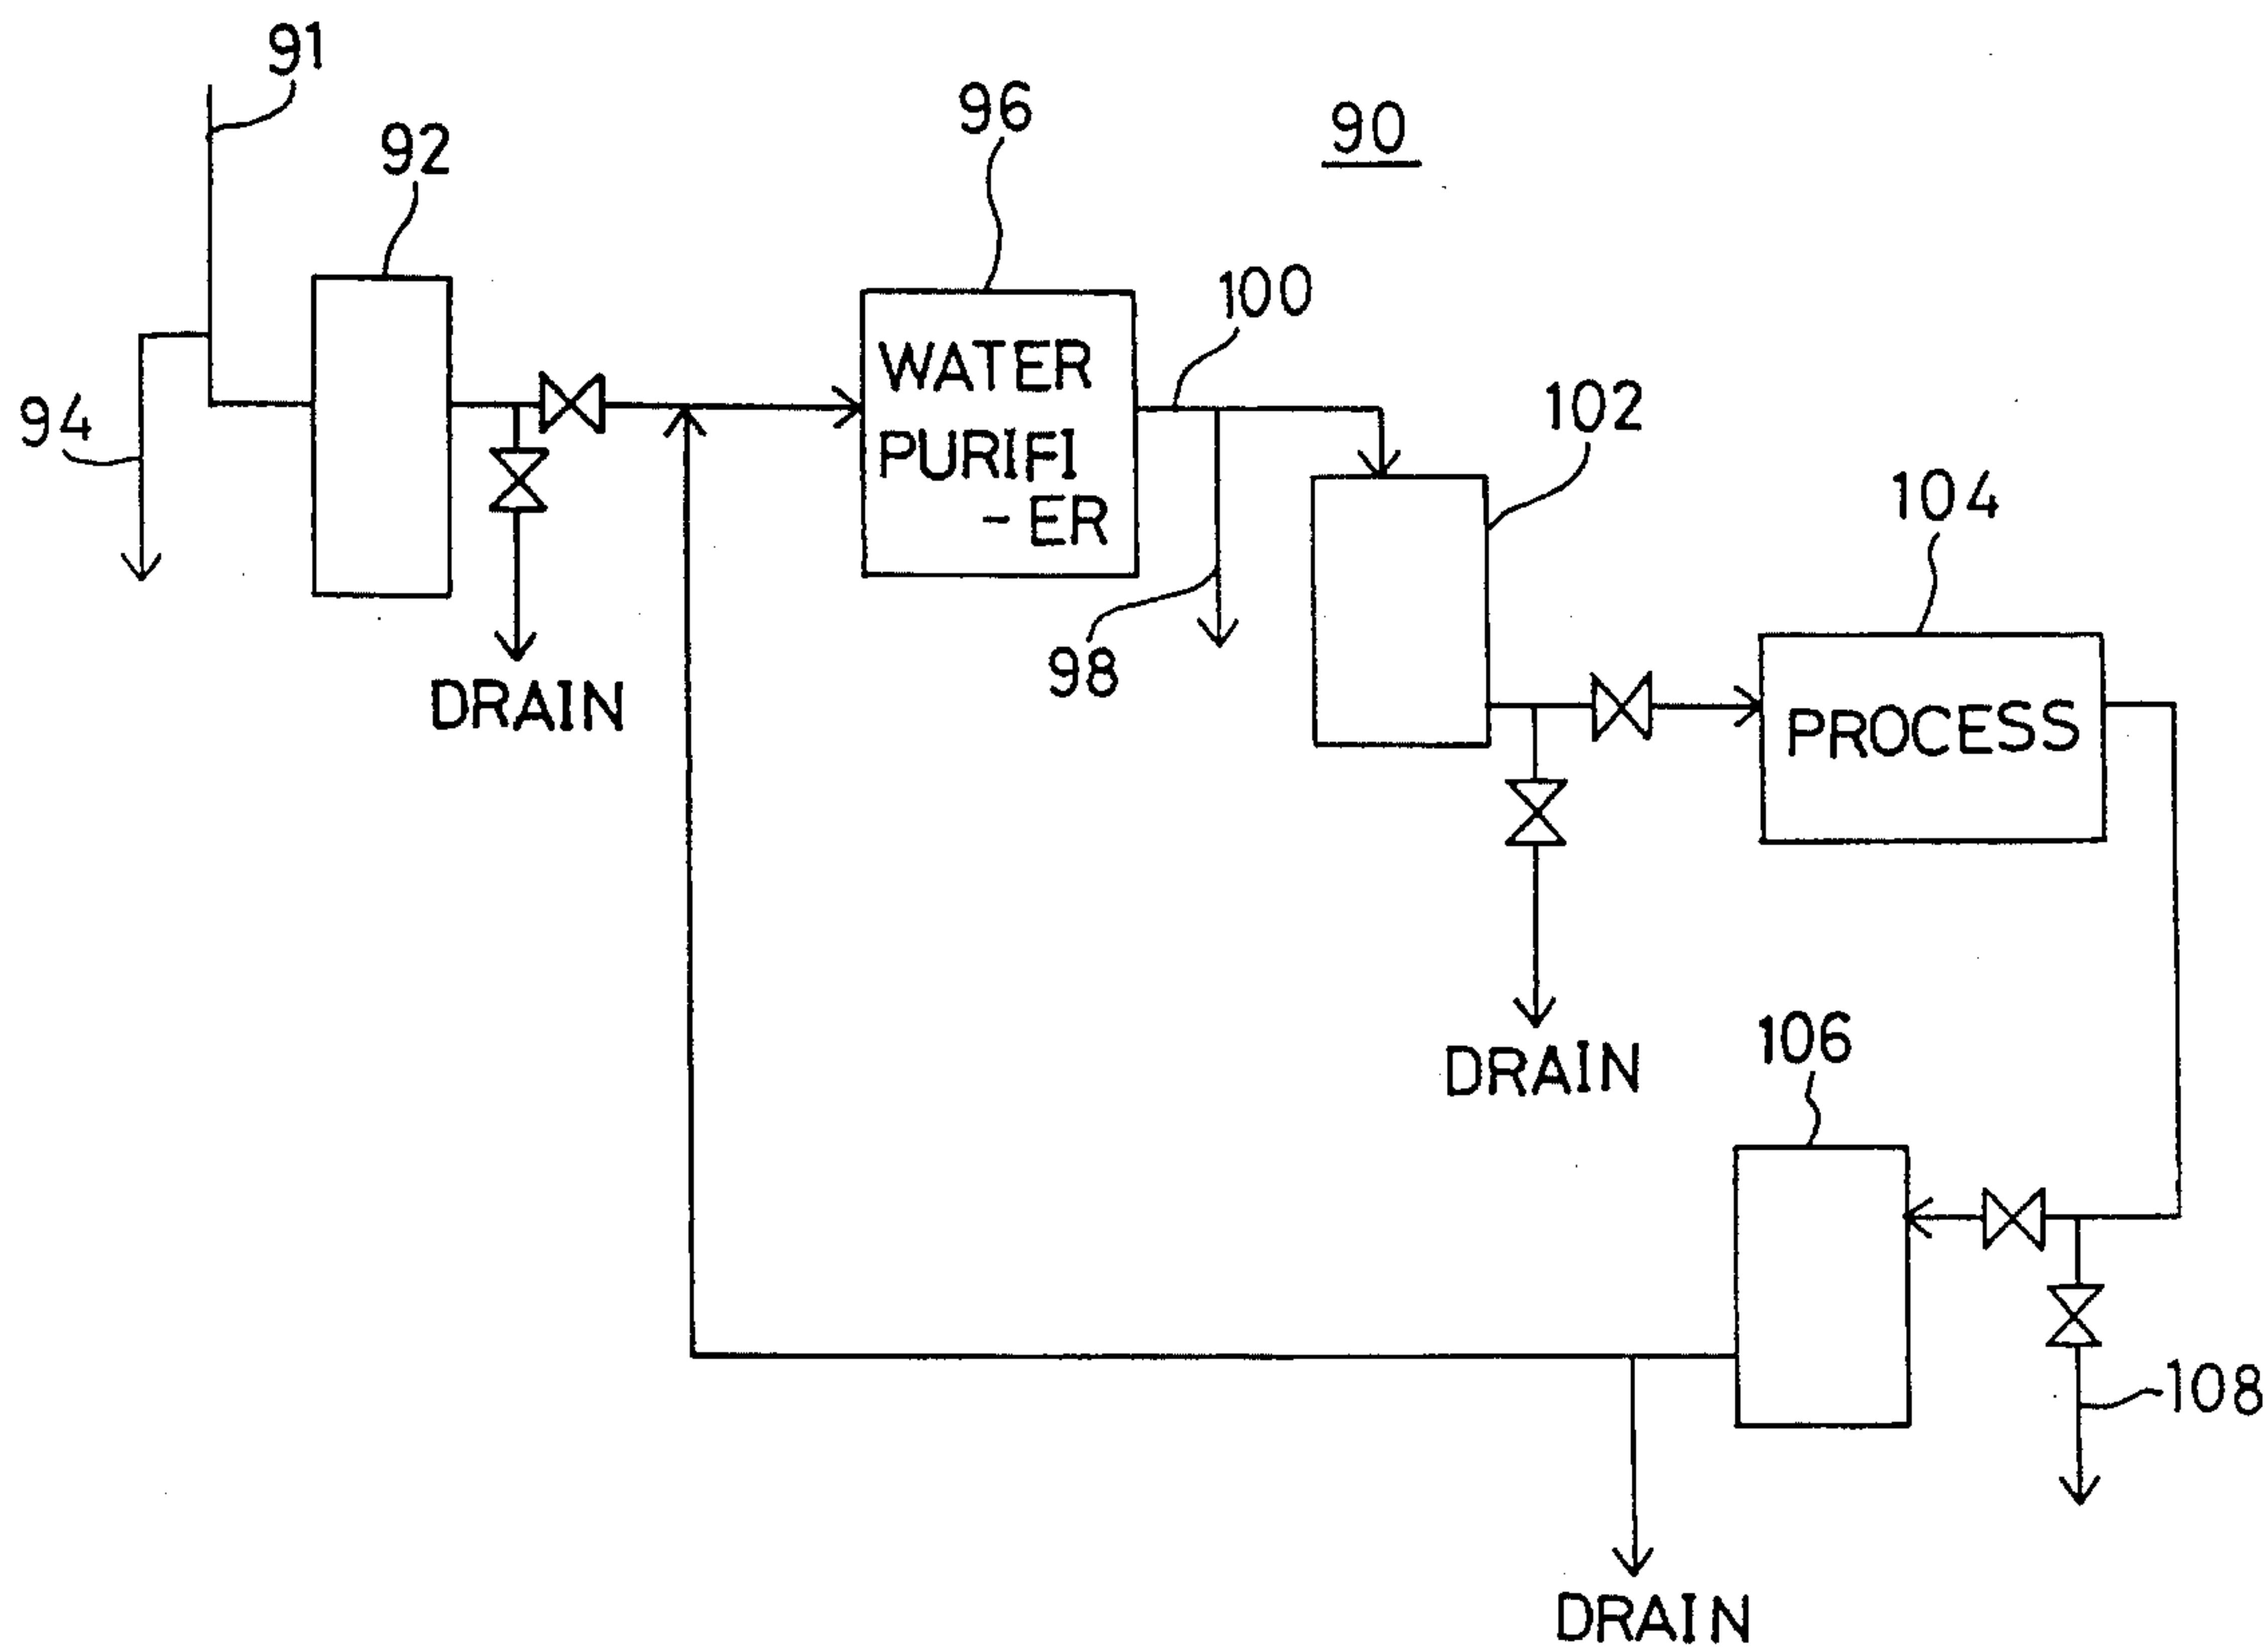 91
92
96
90
100
94
WATER
PURIFI
-ER
102
104
98
DRAIN
PROCESS
106
DRAIN
108
DRAIN